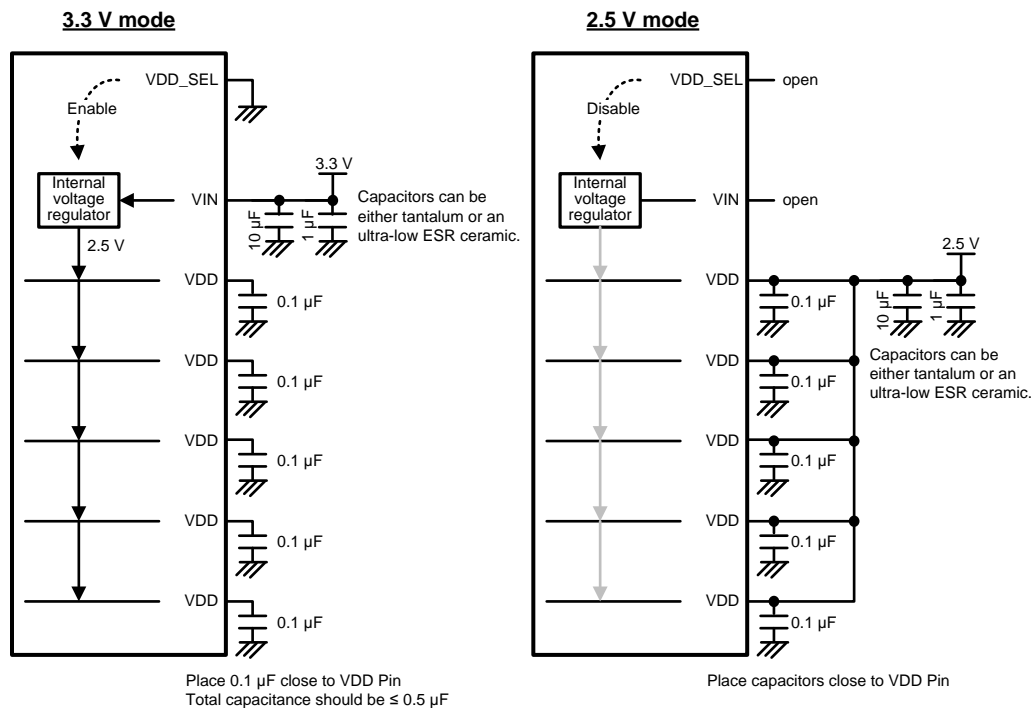 3.3 V mode
VDD_SEL
Enable
3.3 V
Internal
voltage
regulator
VIN
10 µF
1 µF
Capacitors can be
either tantalum or an
ultra-low ESR ceramic.
2.5 V
VDD
0.1 µF
VDD
0.1 µF
VDD
0.1 µF
VDD
0.1 µF
VDD
0.1 µF
Place 0.1 µF close to VDD Pin
Total capacitance should be ≤ 0.5 µF
2.5 V mode
VDD_SEL
open
Disable
Internal
voltage
regulator
VIN
open
2.5 V
VDD
0.1 µF
10 µF
1 µF
Capacitors can be
either tantalum or an
ultra-low ESR ceramic.
VDD
0.1 µF
VDD
0.1 µF
VDD
0.1 µF
VDD
0.1 µF
Place capacitors close to VDD Pin